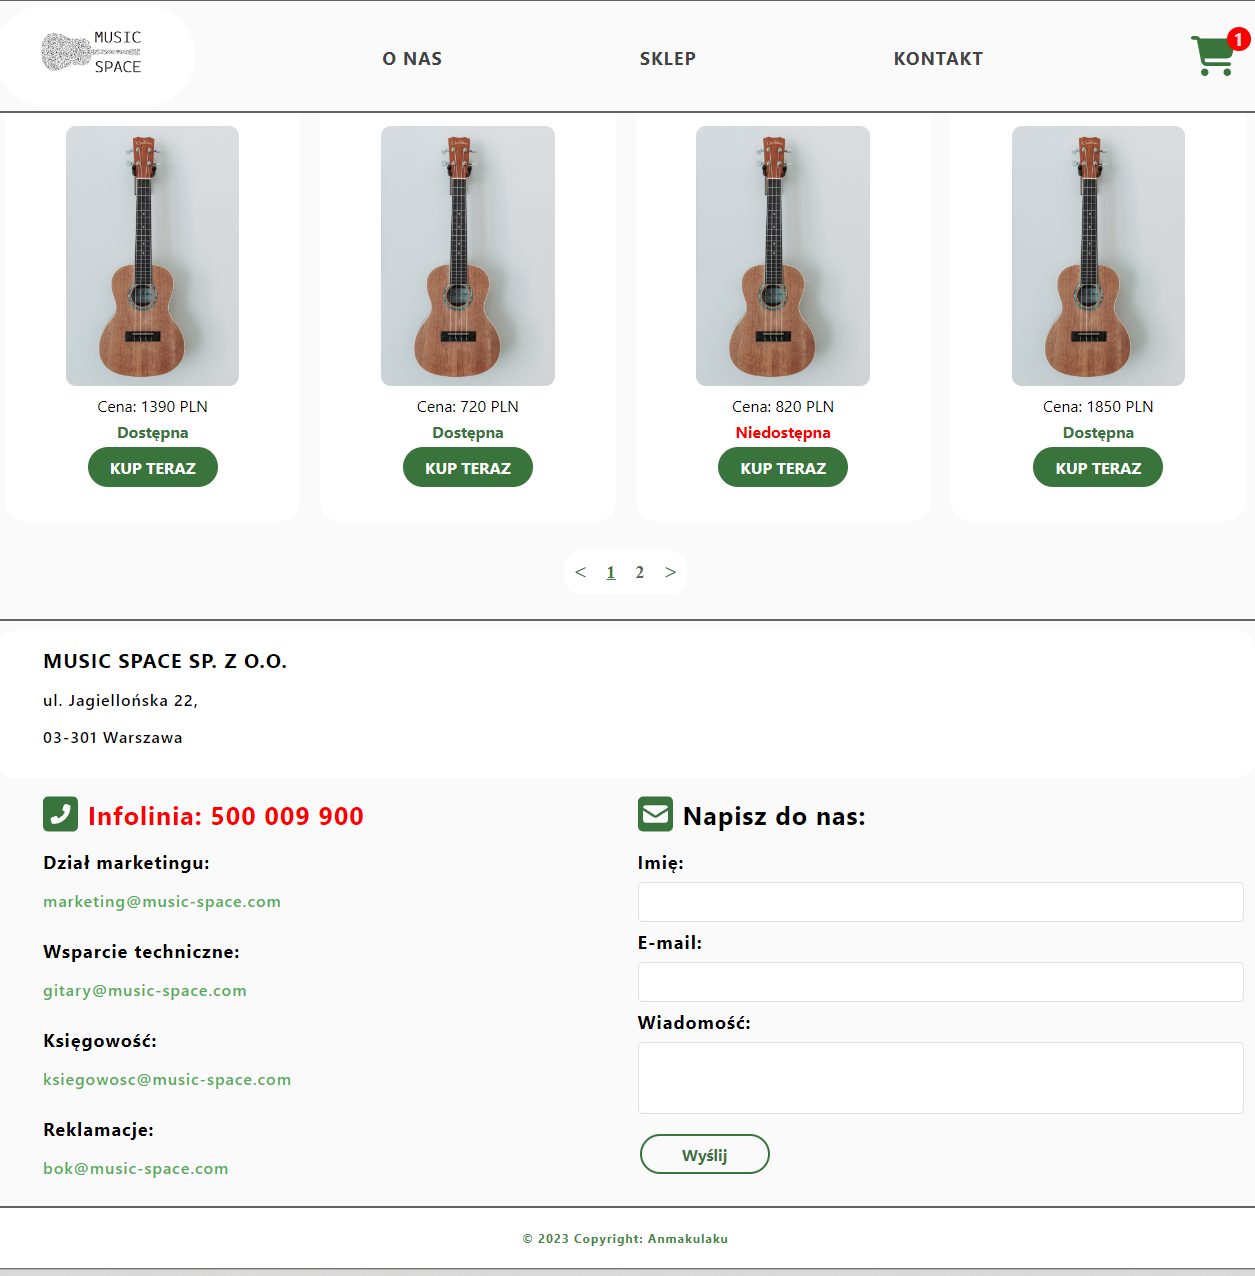 MUSIC
SPACE
O NAS
SKLEP
KONTAKT
1
Cena: 1390 PLN
Dostępna
KUP TERAZ
Cena: 720 PLN
Dostępna
KUP TERAZ
Cena: 820 PLN
Niedostępna
KUP TERAZ
Cena: 1850 PLN
Dostępna
KUP TERAZ
< 1 2 >
MUSIC SPACE SP. Z O.O.
ul. Jagiellońska 22,
03-301 Warszawa
Infolinia: 500 009 900
Dział marketingu:
marketing@music-space.com
Wsparcie techniczne:
gitary@music-space.com
Księgowość:
ksiegowosc@music-space.com
Reklamacje:
bok@music-space.com
Napisz do nas:
Imię:
E-mail:
Wiadomość:
Wyślij
© 2023 Copyright: Anmakulaku